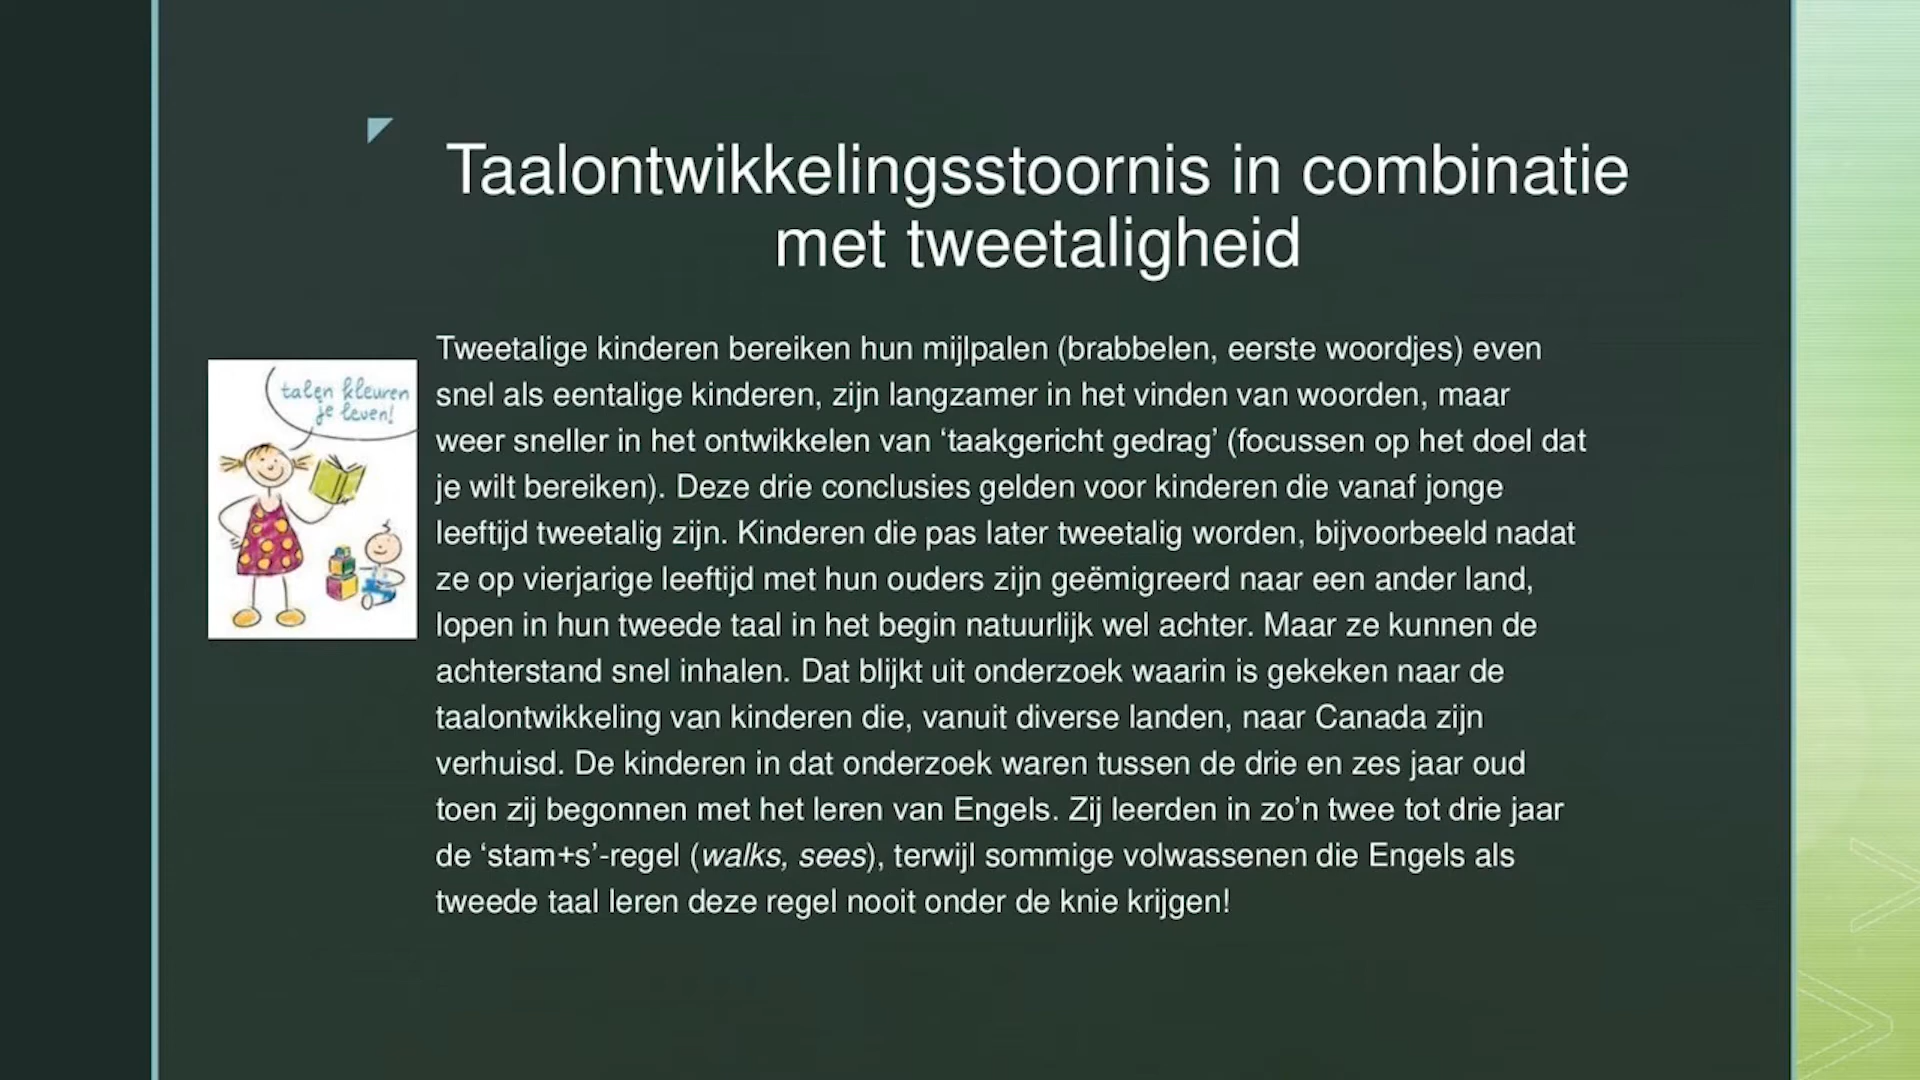 Taalontwikkelingsstoornis in combinatie
met tweetaligheid
talen kleuren
je leven!
Tweetalige kinderen bereiken hun mijlpalen (brabbelen, eerste woordjes) even
snel als eentalige kinderen, zijn langzamer in het vinden van woorden, maar
weer sneller in het ontwikkelen van ‘taakgericht gedrag’ (focussen op het doel dat
je wilt bereiken). Deze drie conclusies gelden voor kinderen die vanaf jonge
leeftijd tweetalig zijn. Kinderen die pas later tweetalig worden, bijvoorbeeld nadat
ze op vierjarige leeftijd met hun ouders zijn geëmigreerd naar een ander land,
lopen in hun tweede taal in het begin natuurlijk wel achter. Maar ze kunnen de
achterstand snel inhalen. Dat blijkt uit onderzoek waarin is gekeken naar de
taalontwikkeling van kinderen die, vanuit diverse landen, naar Canada zijn
verhuisd. De kinderen in dat onderzoek waren tussen de drie en zes jaar oud
toen zij begonnen met het leren van Engels. Zij leerden in zo’n twee tot drie jaar
de ‘stam+s’-regel (walks, sees), terwijl sommige volwassenen die Engels als
tweede taal leren deze regel nooit onder de knie krijgen!